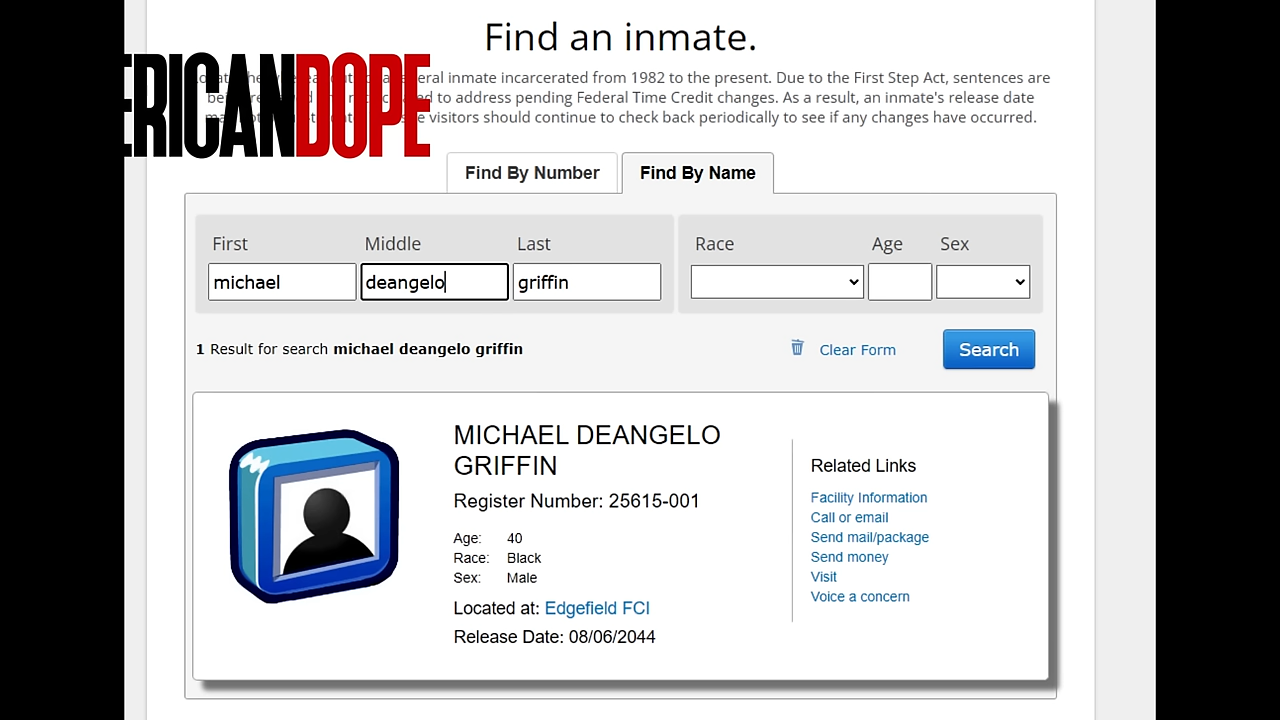 Find an inmate.
ERICANDOPE
inmate incarcerated from 1982 to the present. Due to the First Step Act, sentences are
to address pending Federal Time Credit changes. As a result, an inmate's release date
visitors should continue to check back periodically to see if any changes have occurred.
Find By Number Find By Name
First Middle Last Race Age Sex
michael deangelo griffin
1 Result for search michael deangelo griffin Clear Form Search
MICHAEL DEANGELO
GRIFFIN
Register Number: 25615-001
Age: 40
Race: Black
Sex: Male
Located at: Edgefield FCI
Release Date: 08/06/2044
Related Links
Facility Information
Call or email
Send mail/package
Send money
Visit
Voice a concern